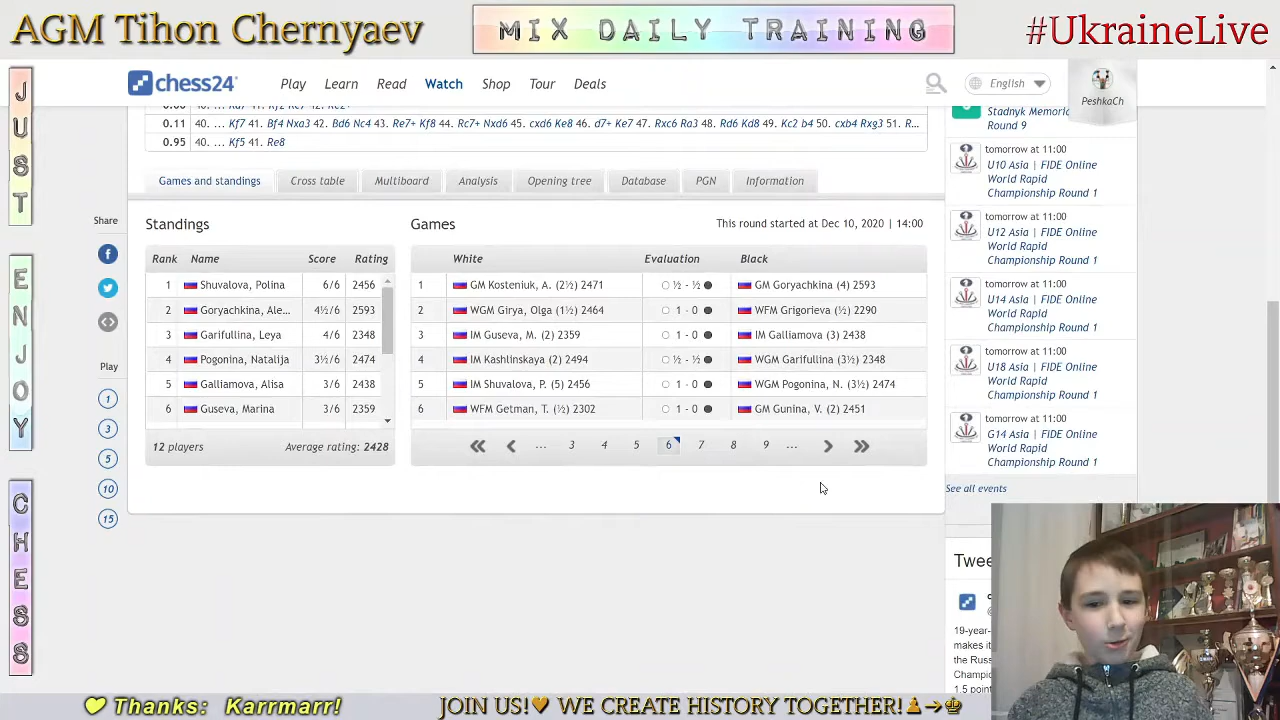 AGM Tihon Chernyaev
MIX DAILY TRAINING
#UkraineLive
JUST
ENJOY
CHESS
chess24
Play Learn Read Watch Shop Tour Deals
English
PeshkaCh
0.11 40. ... Kf7 41. Bf4 Nxa3 42. Bd6 Nc4 43. Re7+ Kf8 44. Rc7+ Nxd6 45. cxd6 Ke8 46. d7+ Ke7 47. Rxc6 Ra3 48. Rd6 Kd8 49. Kc2 b4 50. cxb4 Rxg3 51. R...
0.95 40. ... Kf5 41. Re8
Games and standings Cross table Multiboard Analysis Opening tree Database PGN Information
Share
Play
1
3
5
10
15
Standings
Rank Name Score Rating
1 Shuvalova, Polina 6/6 2456
2 Goryachkina, Ale... 4½/6 2593
3 Garifullina, Leya 4/6 2348
4 Pogonina, Natalija 3½/6 2474
5 Galliamova, Alisa 3/6 2438
6 Guseva, Marina 3/6 2359
12 players Average rating: 2428
Games This round started at Dec 10, 2020 | 14:00
White Evaluation Black
1 GM Kosteniuk, A. (2½) 2471 ½ - ½ GM Goryachkina (4) 2593
2 WGM Girya, Olga (1½) 2464 1 - 0 WFM Grigorieva (½) 2290
3 IM Guseva, M. (2) 2359 1 - 0 IM Galliamova (3) 2438
4 IM Kashlinskaya (2) 2494 ½ - ½ WGM Garifullina (3½) 2348
5 IM Shuvalova, P. (5) 2456 1 - 0 WGM Pogonina, N. (3½) 2474
6 WFM Getman, T. (½) 2302 1 - 0 GM Gunina, V. (2) 2451
... 3 4 5 6 7 8 9 ...
Stadnyk Memoria
Round 9
tomorrow at 11:00
U10 Asia | FIDE Online
World Rapid
Championship Round 1
tomorrow at 11:00
U12 Asia | FIDE Online
World Rapid
Championship Round 1
tomorrow at 11:00
U14 Asia | FIDE Online
World Rapid
Championship Round 1
tomorrow at 11:00
U18 Asia | FIDE Online
World Rapid
Championship Round 1
tomorrow at 11:00
G14 Asia | FIDE Online
World Rapid
Championship Round 1
See all events
Twee
19-year-
makes it
the Russ
Champio
1.5 point
Thanks: Karrmarr!
JOIN US! WE CREATE HISTORY TOGETHER!